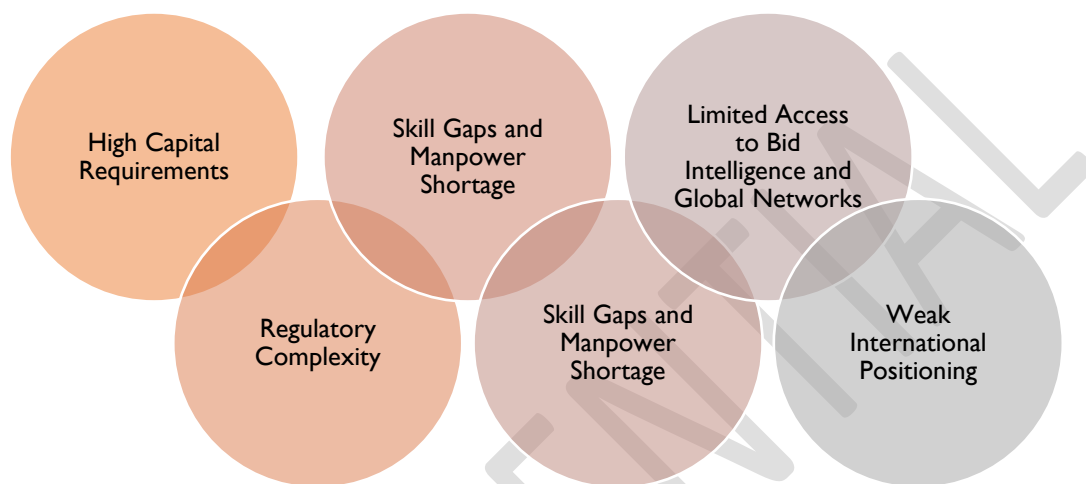 High Capital
Requirements
Skill Gaps and
Manpower
Shortage
Limited Access
to Bid
Intelligence and
Global Networks
Regulatory
Complexity
Skill Gaps and
Manpower
Shortage
Weak
International
Positioning